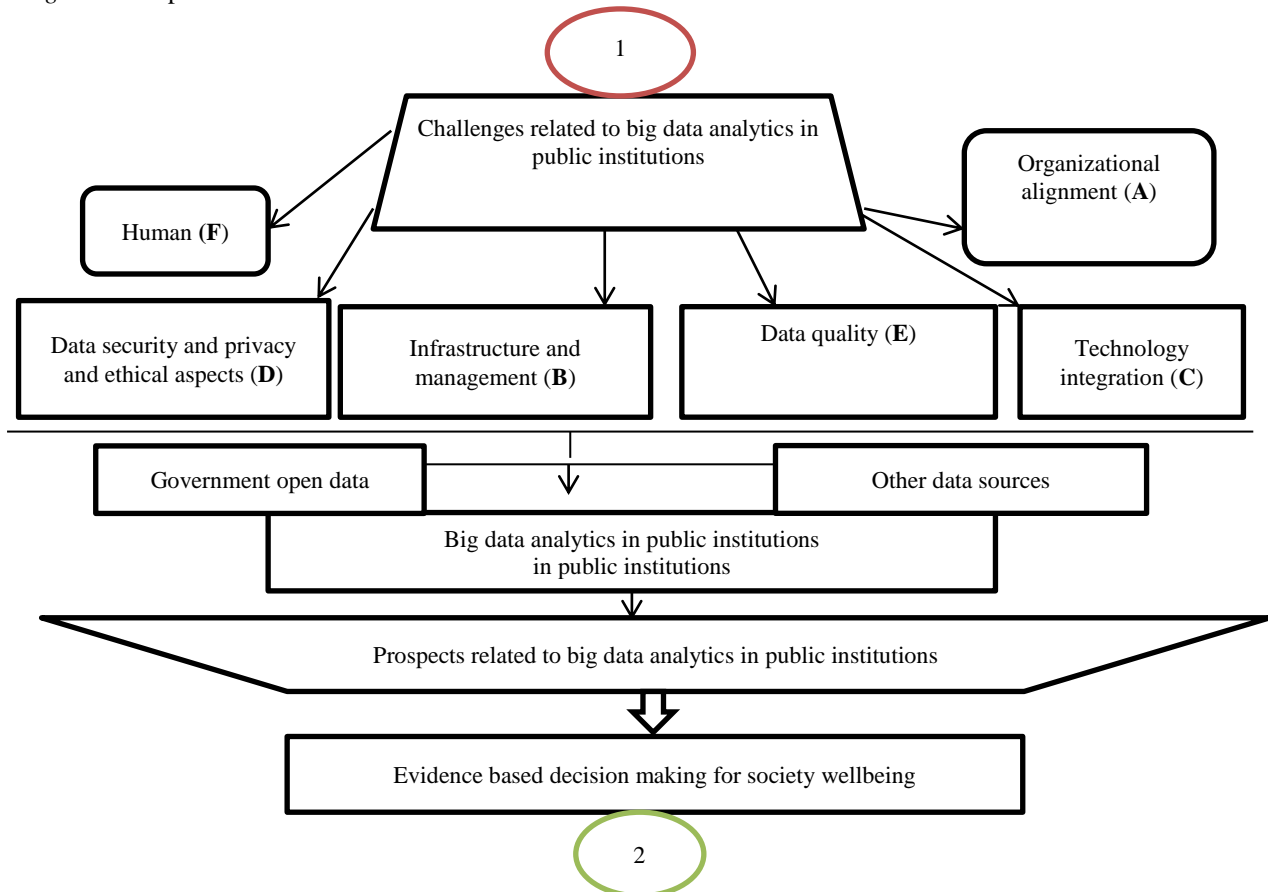 1
Challenges related to big data analytics in
public institutions
Organizational
alignment (A)
Human (F)
Data security and privacy
and ethical aspects (D)
Infrastructure and
management (B)
Data quality (E)
Technology
integration (C)
Government open data
Other data sources
Big data analytics in public institutions
in public institutions
Prospects related to big data analytics in public institutions
Evidence based decision making for society wellbeing
2